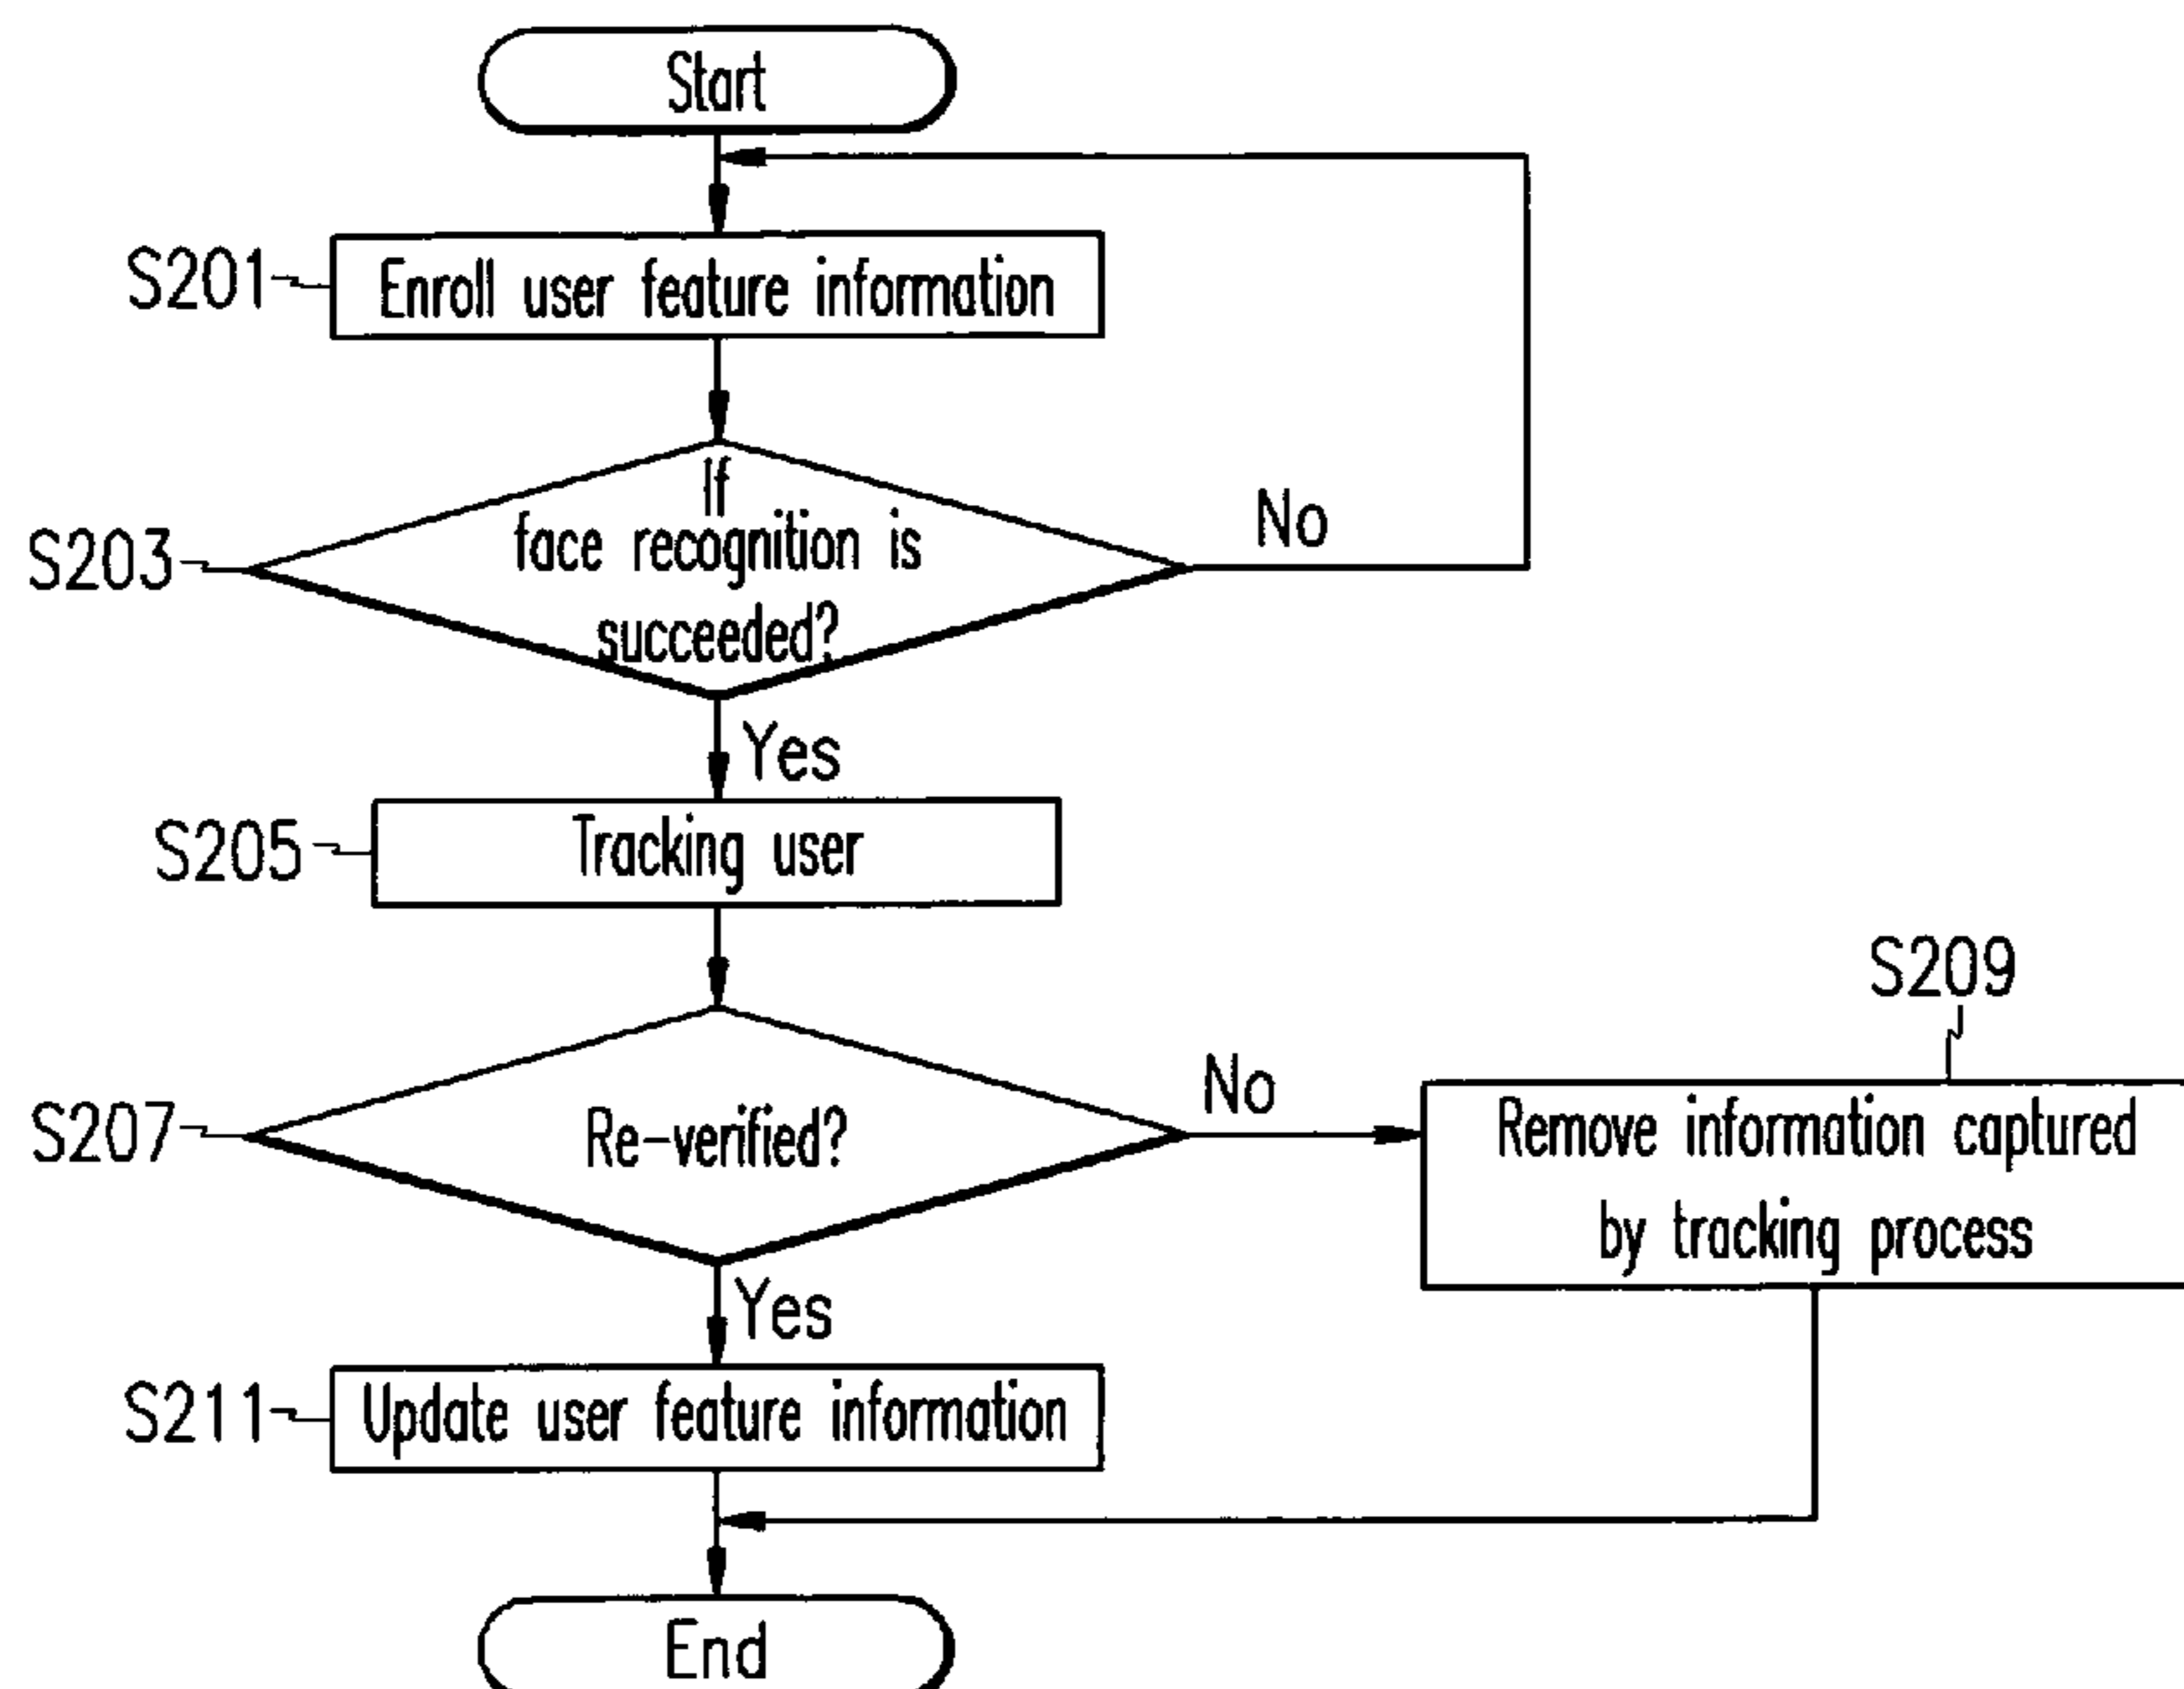 Start
S201
Enroll user feature information
If
face recognition is
succeeded?
S203
No
Yes
S205
Tracking user
S207
Re-verified?
No
S209
Remove information captured
by tracking process
Yes
S211
Update user feature information
End